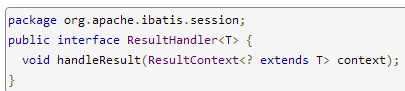 package org.apache.ibatis.session;
public interface ResultHandler<T> {
  void handleResult(ResultContext<? extends T> context);
}